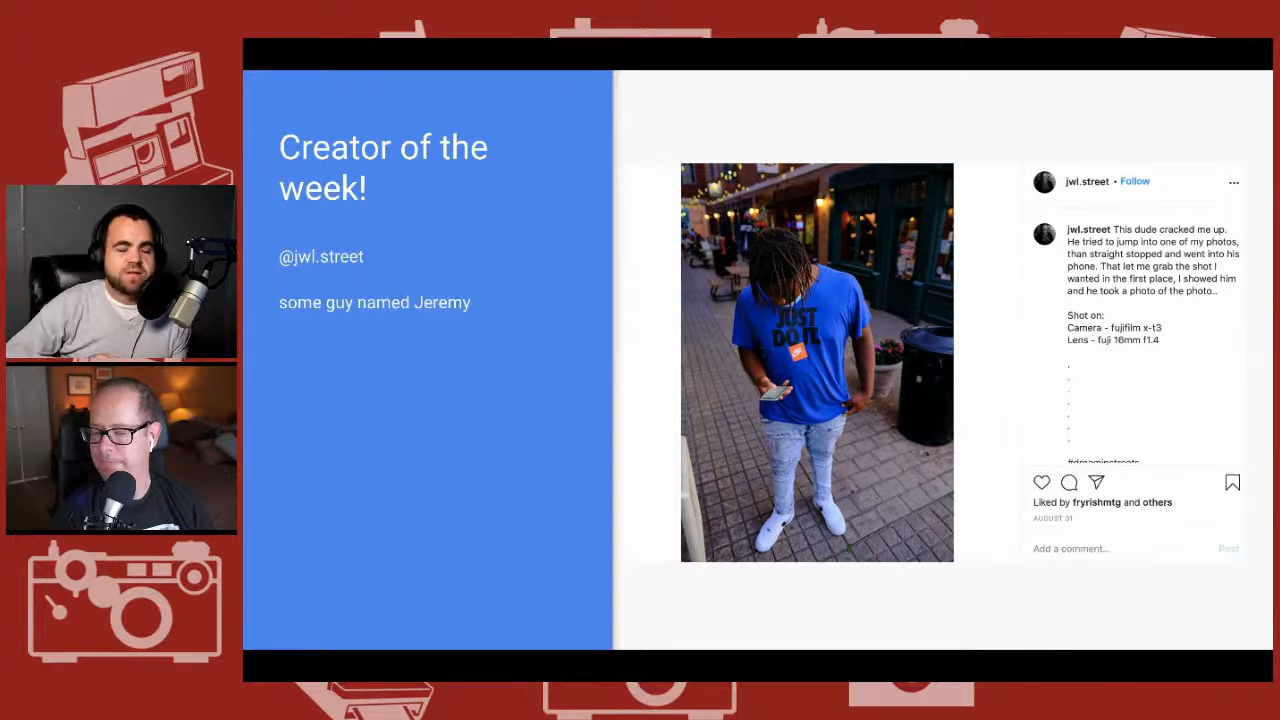 Creator of the
week!
@jwl.street
some guy named Jeremy
JUST
DO IT.
jwl.street • Follow
jwl.street This dude cracked me up.
He tried to jump into one of my photos,
than straight stopped and went into his
phone. That let me grab the shot I
wanted in the first place, I showed him
and he took a photo of the photo..
Shot on:
Camera - fujifilm x-t3
Lens - fuji 16mm f1.4
.
.
.
.
.
.
.
#dreaminstreets
Liked by fryrishmtg and others
AUGUST 31
Add a comment...
Post